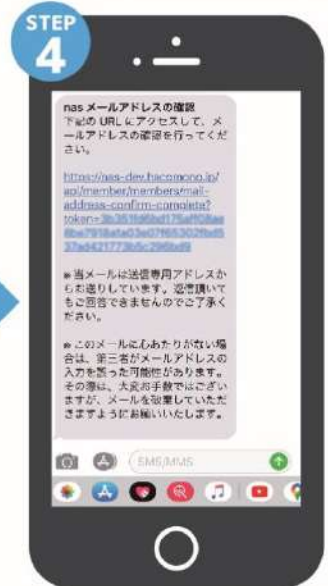 STEP
4
nas メールアドレスの確認
下記の URL にアクセスして、メ
ールアドレスの確認を行ってくだ
さい。
https://nas-dev.hacomono.jp/
api/member/members/mail-
address-confirm-complete?
token=
※当メールは送信専用アドレスか
らお送りしています。返信頂いて
もご回答できませんのでご了承く
ださい。
※このメールに心あたりがない場
合は、第三者がメールアドレスの
入力を誤った可能性があります。
その際は、大変お手数ではござい
ますが、メールを破棄していただ
きますようにお願いいたします。
SMS/MMS